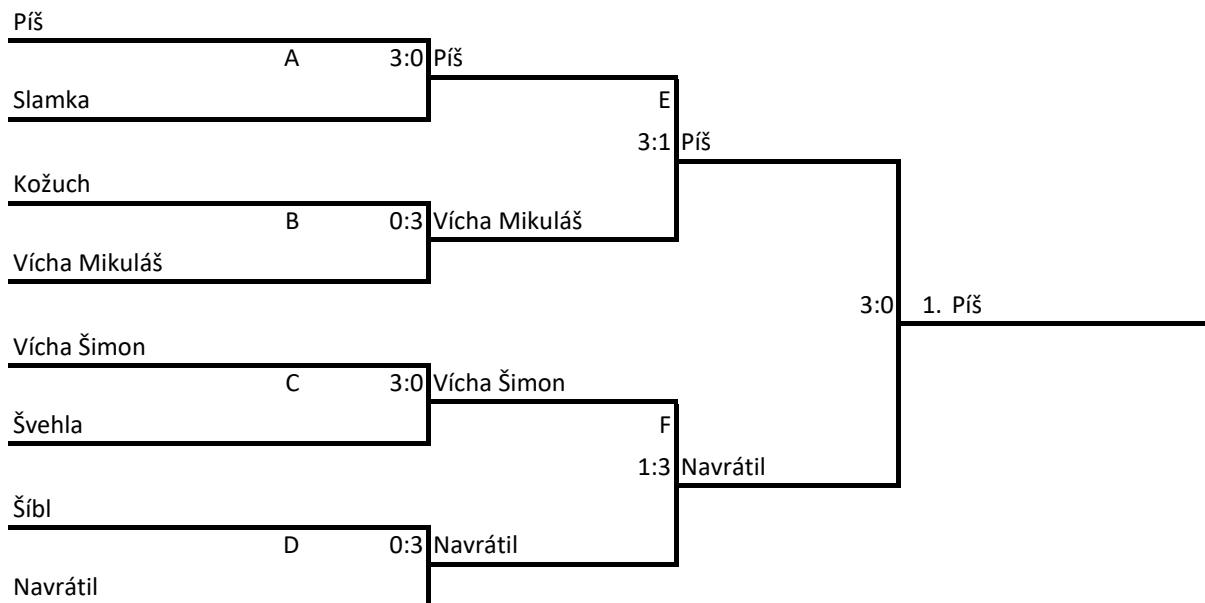 Píš
A 3:0 Píš
Slamka E
3:1 Píš
Kožuch
B 0:3 Vícha Mikuláš
Vícha Mikuláš
3:0 1. Píš
Vícha Šimon
C 3:0 Vícha Šimon
Švehla F
1:3 Navrátil
Šíbl
D 0:3 Navrátil
Navrátil